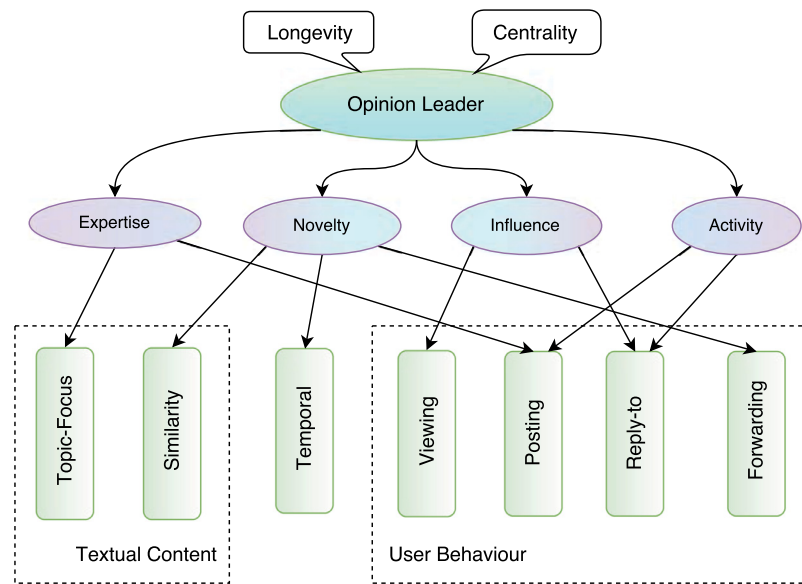 Longevity
Centrality
Opinion Leader
Expertise
Novelty
Influence
Activity
Topic-Focus
Similarity
Temporal
Viewing
Posting
Reply-to
Forwarding
Textual Content
User Behaviour